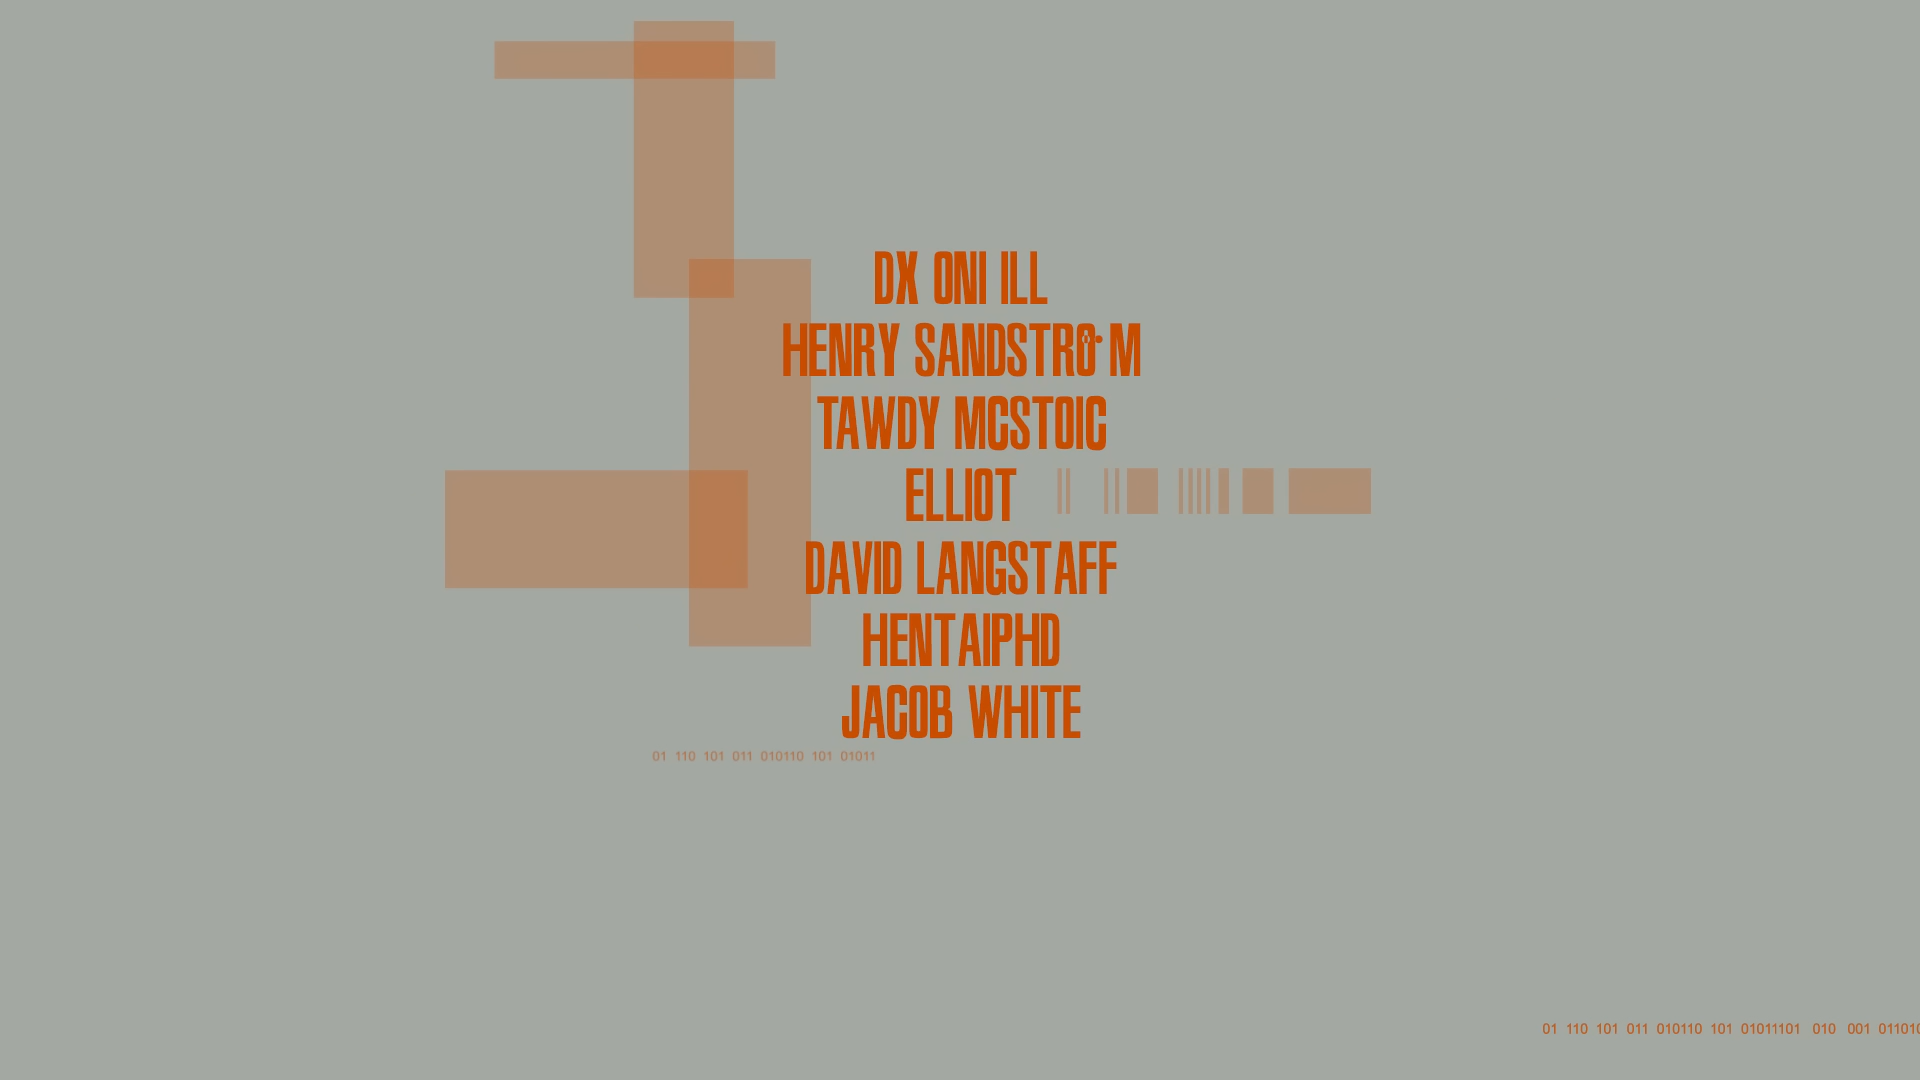 DX ONI ILL
HENRY SANDSTRÖM
TAWDY MCSTOIC
ELLIOT
DAVID LANGSTAFF
HENTAIPHD
JACOB WHITE
01 110 101 011 010110 101 01011
01 110 101 011 010110 101 01011101 010 001 011010